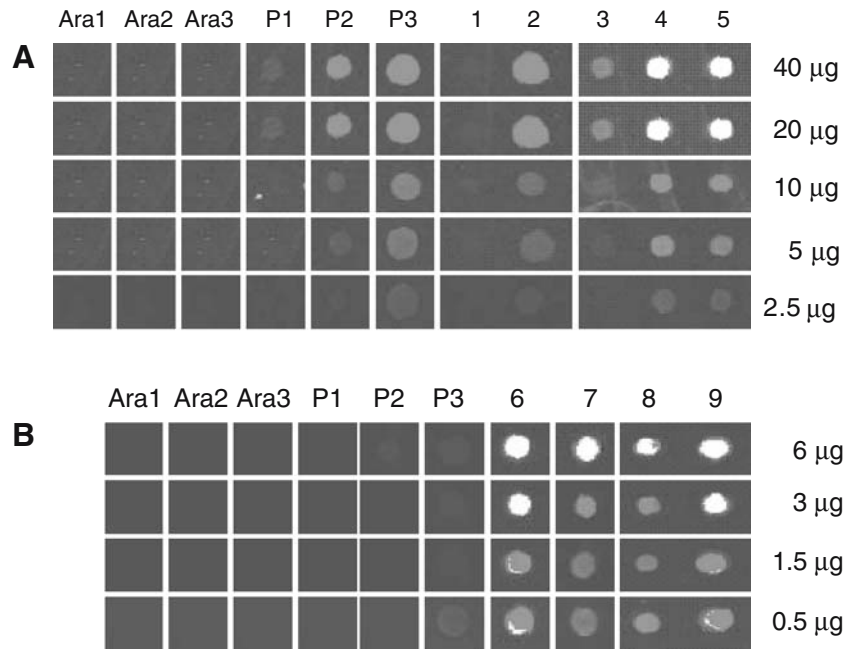 Ara1 Ara2 Ara3 P1 P2 P3 1 2 3 4 5
A
40 µg
20 µg
10 µg
5 µg
2.5 µg
Ara1 Ara2 Ara3 P1 P2 P3 6 7 8 9
B
6 µg
3 µg
1.5 µg
0.5 µg